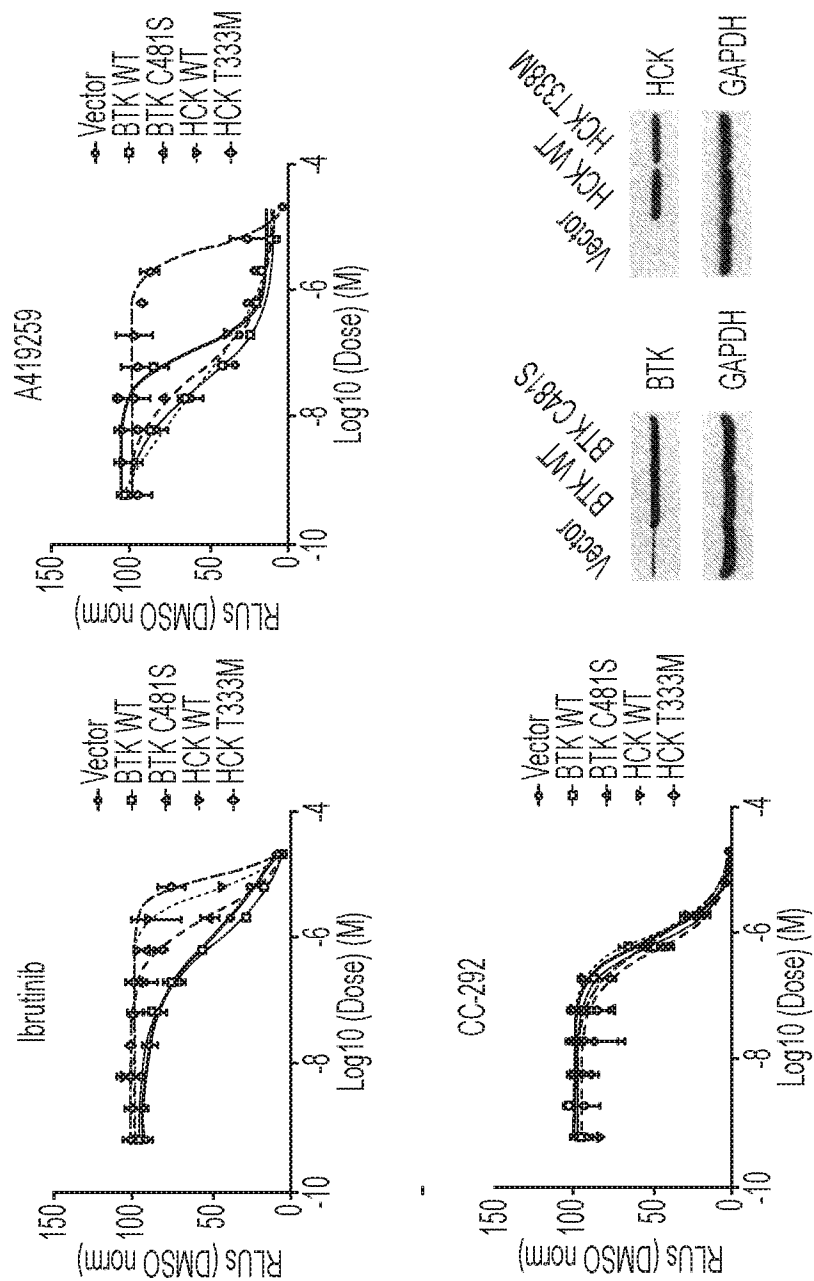 Ibrutinib
RLUs (DMSO norm)
150
100
50
0
-10
-8
-6
-4
Log10 (Dose) (M)
Vector
BTK WT
BTK C481S
HCK WT
HCK T333M
A419259
RLUs (DMSO norm)
150
100
50
0
-10
-8
-6
-4
Log10 (Dose) (M)
Vector
BTK WT
BTK C481S
HCK WT
HCK T333M
CC-292
RLUs (DMSO norm)
150
100
50
0
-10
-8
-6
-4
Log10 (Dose) (M)
Vector
BTK WT
BTK C481S
HCK WT
HCK T333M
Vector
BTK WT
BTK C481S
BTK
GAPDH
Vector
HCK WT
HCK T338M
HCK
GAPDH